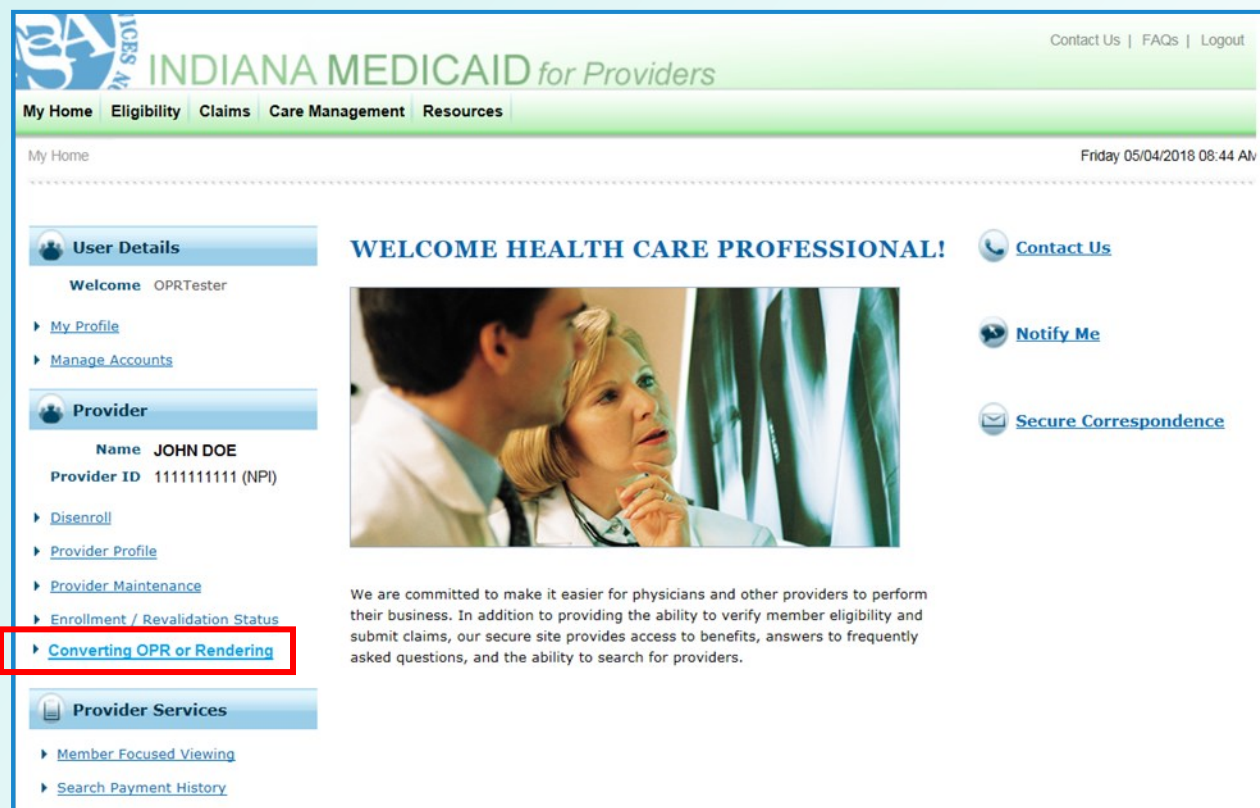 ICES
Contact Us | FAQs | Logout
INDIANA MEDICAID for Providers
My Home Eligibility Claims Care Management Resources
My Home
Friday 05/04/2018 08:44 AM
User Details
Welcome OPRTester
My Profile
Manage Accounts
Provider
Name JOHN DOE
Provider ID 1111111111 (NPI)
Disenroll
Provider Profile
Provider Maintenance
Enrollment / Revalidation Status
Converting OPR or Rendering
Provider Services
Member Focused Viewing
Search Payment History
WELCOME HEALTH CARE PROFESSIONAL!
We are committed to make it easier for physicians and other providers to perform
their business. In addition to providing the ability to verify member eligibility and
submit claims, our secure site provides access to benefits, answers to frequently
asked questions, and the ability to search for providers.
Contact Us
Notify Me
Secure Correspondence